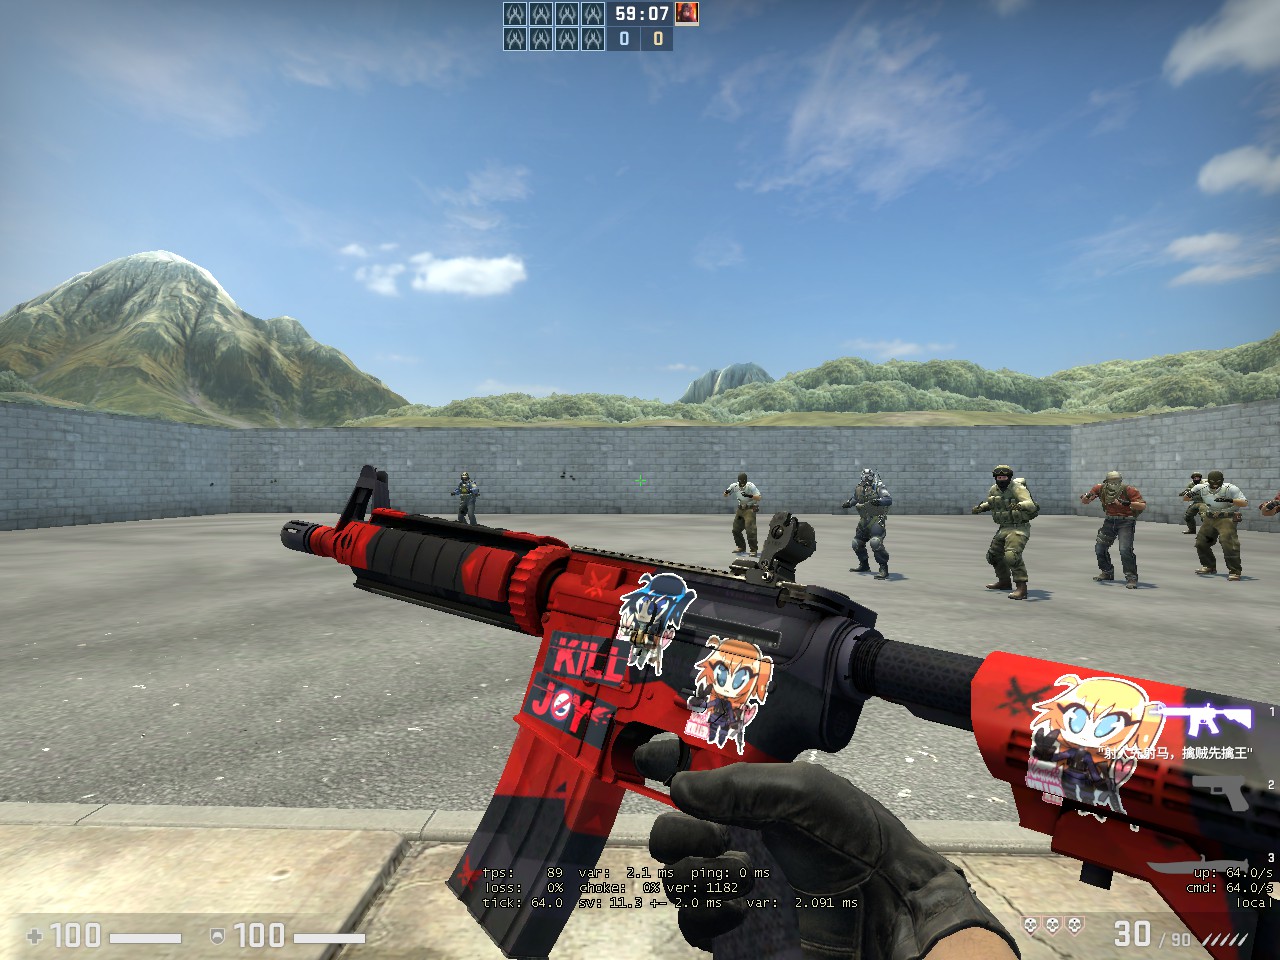 59:07
0 0
KILL
JOY
1
"射人先射马，擒贼先擒王"
2
3
fps: 89 var: 2.1 ms ping: 0 ms
loss: 0% choke: 0% ver: 1182
tick: 64.0 sv: 11.3 +- 2.0 ms var: 2.091 ms
up: 64.0/s
cmd: 64.0/s
local
100 100
30 / 90